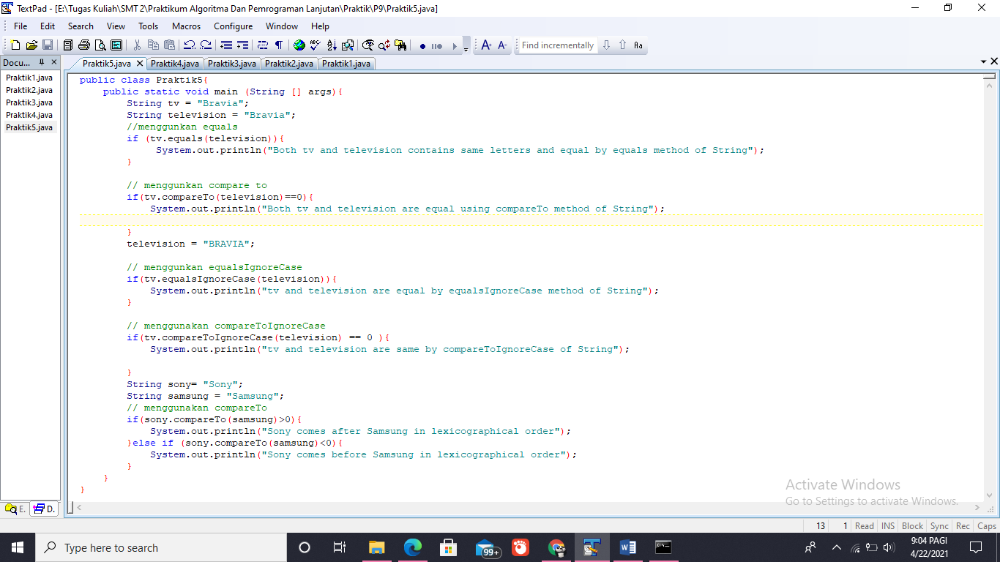 TextPad - [E:\Tugas Kuliah\SMT 2\Praktikum Algoritma Dan Pemrograman Lanjutan\Praktik\P9\Praktik5.java]
File Edit Search View Tools Macros Configure Window Help
Find incrementally
Docu...
Praktik5.java Praktik4.java Praktik3.java Praktik2.java Praktik1.java
Praktik1.java
Praktik2.java
Praktik3.java
Praktik4.java
Praktik5.java
public class Praktik5{
public static void main (String [] args){
String tv = "Bravia";
String television = "Bravia";
//menggunkan equals
if (tv.equals(television)){
System.out.println("Both tv and television contains same letters and equal by equals method of String");
}
// menggunkan compare to
if(tv.compareTo(television)==0){
System.out.println("Both tv and television are equal using compareTo method of String");
}
television = "BRAVIA";
// menggunkan equalsIgnoreCase
if(tv.equalsIgnoreCase(television)){
System.out.println("tv and television are equal by equalsIgnoreCase method of String");
}
// menggunakan compareToIgnoreCase
if(tv.compareToIgnoreCase(television) == 0 ){
System.out.println("tv and television are same by compareToIgnoreCase of String");
}
String sony= "Sony";
String samsung = "Samsung";
// menggunakan compareTo
if(sony.compareTo(samsung)>0){
System.out.println("Sony comes after Samsung in lexicographical order");
}else if (sony.compareTo(samsung)<0){
System.out.println("Sony comes before Samsung in lexicographical order");
}
}
}
Activate Windows
Go to Settings to activate Windows.
E. D.
13 1 Read INS Block Sync Rec Caps
Type here to search
99+
9:04 PAGI
4/22/2021